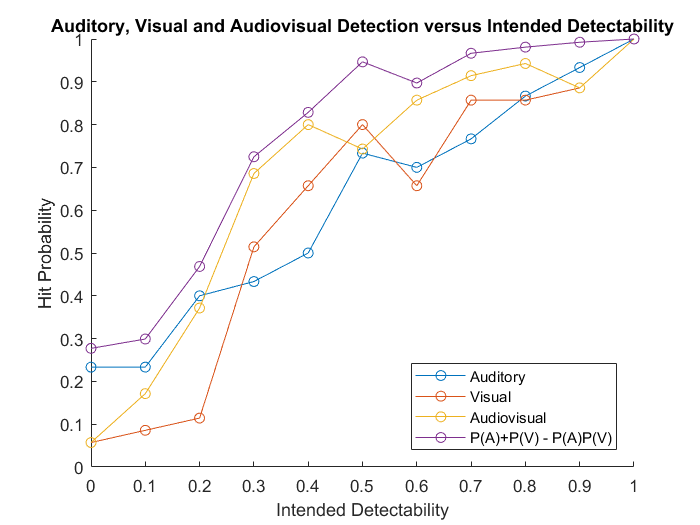 Auditory, Visual and Audiovisual Detection versus Intended Detectability
1
0.9
0.8
0.7
0.6
0.5
0.4
0.3
0.2
0.1
0
Hit Probability
Auditory
Visual
Audiovisual
P(A)+P(V) - P(A)P(V)
0 0.1 0.2 0.3 0.4 0.5 0.6 0.7 0.8 0.9 1
Intended Detectability